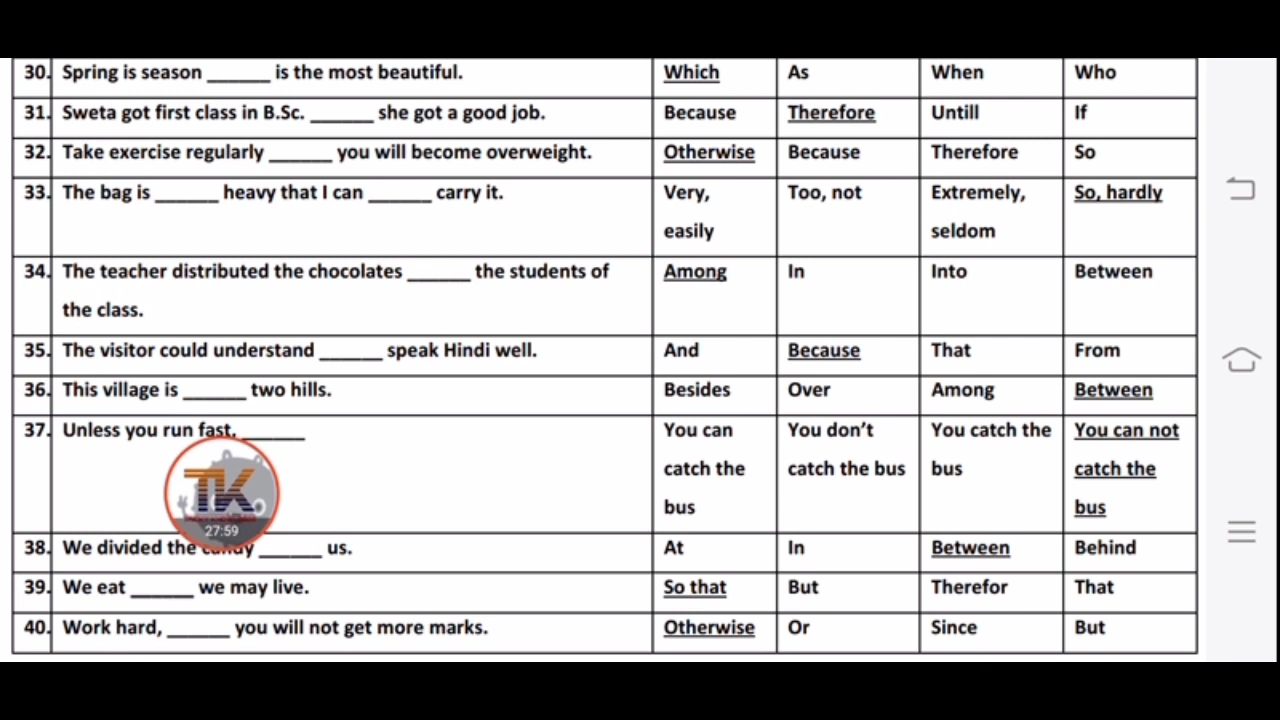 30. Spring is season ______ is the most beautiful. Which As When Who
31. Sweta got first class in B.Sc. ______ she got a good job. Because Therefore Untill If
32. Take exercise regularly ______ you will become overweight. Otherwise Because Therefore So
33. The bag is ______ heavy that I can ______ carry it. Very, Too, not Extremely, So, hardly
easily seldom
34. The teacher distributed the chocolates ______ the students of Among In Into Between
the class.
35. The visitor could understand ______ speak Hindi well. And Because That From
36. This village is ______ two hills. Besides Over Among Between
37. Unless you run fast, ______ You can You don't You catch the You can not
catch the catch the bus bus catch the
bus bus
TK
27:59
38. We divided the candy ______ us. At In Between Behind
39. We eat ______ we may live. So that But Therefor That
40. Work hard, ______ you will not get more marks. Otherwise Or Since But